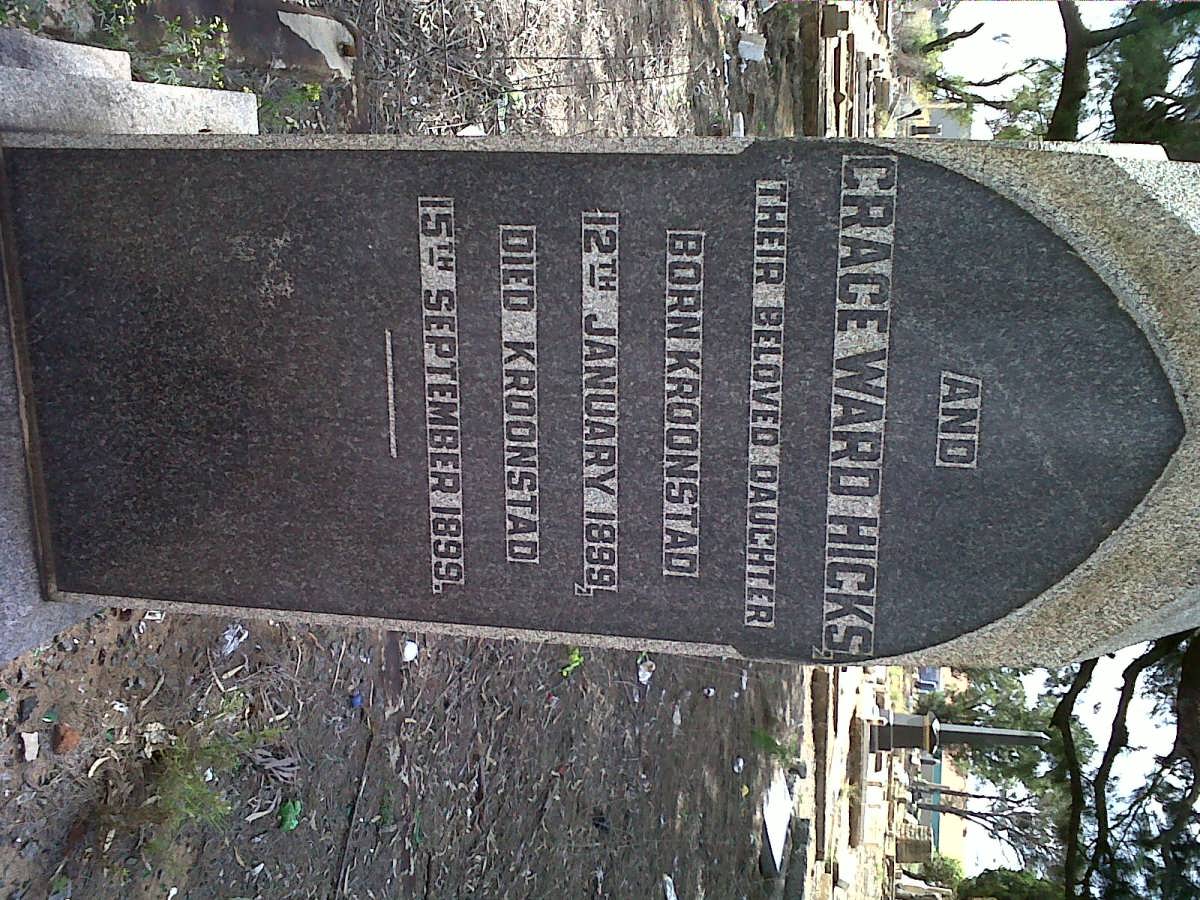 AND
GRACE WARD HICKS,
THEIR BELOVED DAUGHTER
BORN KROONSTAD
12TH JANUARY 1899,
DIED KROONSTAD
15TH SEPTEMBER 1899.